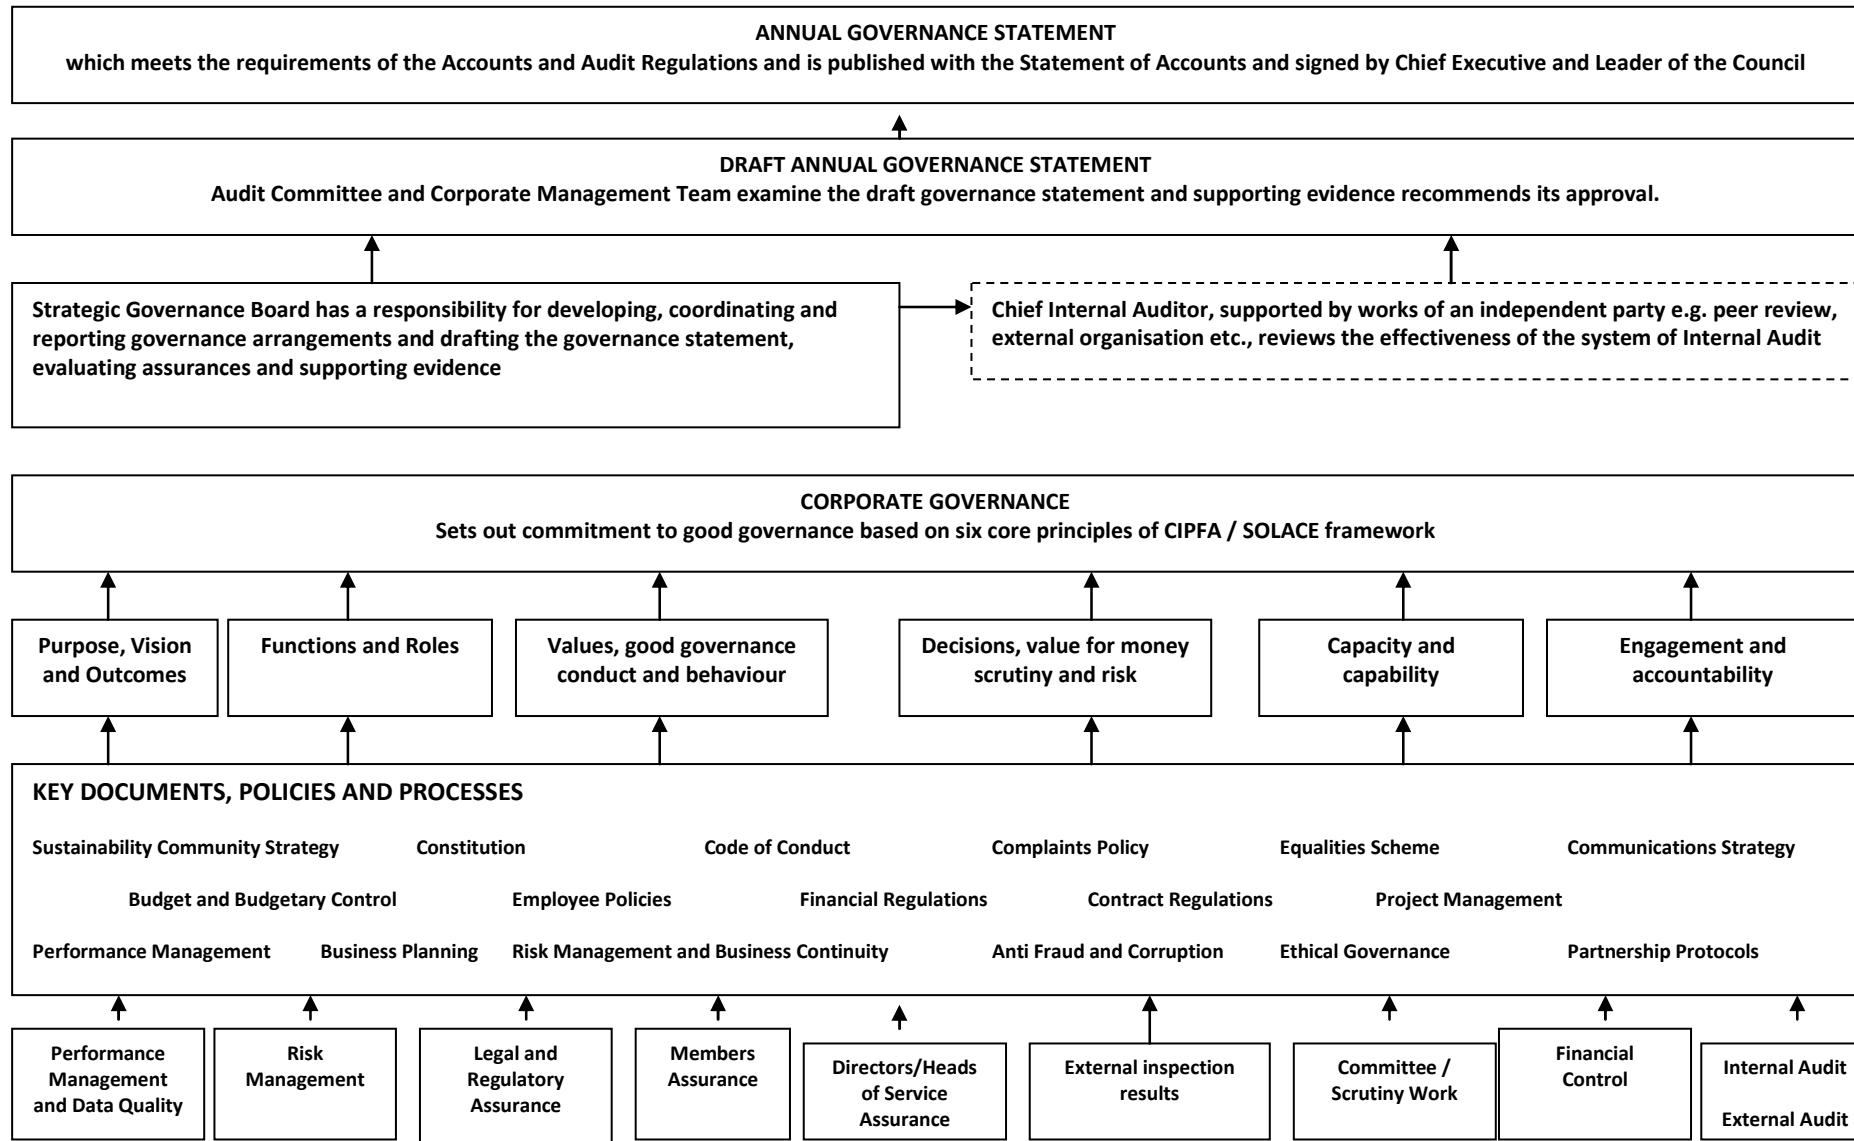 ANNUAL GOVERNANCE STATEMENT
which meets the requirements of the Accounts and Audit Regulations and is published with the Statement of Accounts and signed by Chief Executive and Leader of the Council
DRAFT ANNUAL GOVERNANCE STATEMENT
Audit Committee and Corporate Management Team examine the draft governance statement and supporting evidence recommends its approval.
Strategic Governance Board has a responsibility for developing, coordinating and
reporting governance arrangements and drafting the governance statement,
evaluating assurances and supporting evidence
Chief Internal Auditor, supported by works of an independent party e.g. peer review,
external organisation etc., reviews the effectiveness of the system of Internal Audit
CORPORATE GOVERNANCE
Sets out commitment to good governance based on six core principles of CIPFA / SOLACE framework
Purpose, Vision
and Outcomes
Functions and Roles
Values, good governance
conduct and behaviour
Decisions, value for money
scrutiny and risk
Capacity and
capability
Engagement and
accountability
KEY DOCUMENTS, POLICIES AND PROCESSES
Sustainability Community Strategy Constitution Code of Conduct Complaints Policy Equalities Scheme Communications Strategy
Budget and Budgetary Control Employee Policies Financial Regulations Contract Regulations Project Management
Performance Management Business Planning Risk Management and Business Continuity Anti Fraud and Corruption Ethical Governance Partnership Protocols
Performance
Management
and Data Quality
Risk
Management
Legal and
Regulatory
Assurance
Members
Assurance
Directors/Heads
of Service
Assurance
External inspection
results
Committee /
Scrutiny Work
Financial
Control
Internal Audit
External Audit